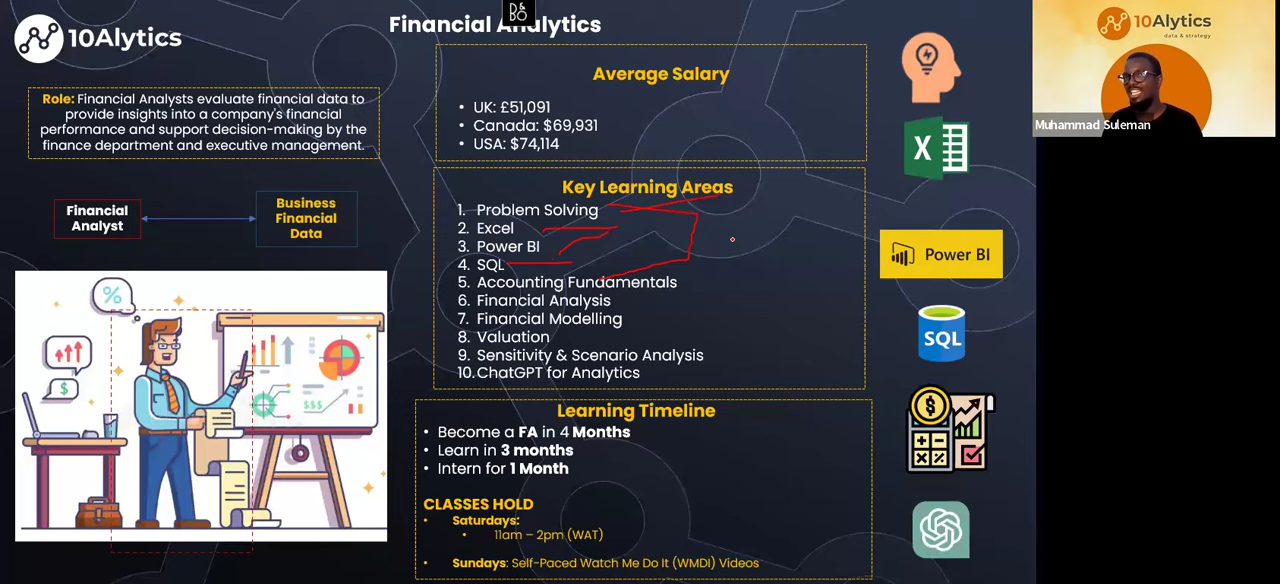 10Alytics
Financial Analytics
B&O
Role: Financial Analysts evaluate financial data to
provide insights into a company's financial
performance and support decision-making by the
finance department and executive management.
Financial
Analyst
Business
Financial
Data
%
$
$$$
Average Salary
• UK: £51,091
• Canada: $69,931
• USA: $74,114
Key Learning Areas
1. Problem Solving
2. Excel
3. Power BI
4. SQL
5. Accounting Fundamentals
6. Financial Analysis
7. Financial Modelling
8. Valuation
9. Sensitivity & Scenario Analysis
10. ChatGPT for Analytics
Learning Timeline
• Become a FA in 4 Months
• Learn in 3 months
• Intern for 1 Month
CLASSES HOLD
• Saturdays:
• 11am – 2pm (WAT)
• Sundays: Self-Paced Watch Me Do It (WMDI) Videos
X
Power BI
SQL
$
10Alytics
data & strategy
Muhammad Suleman